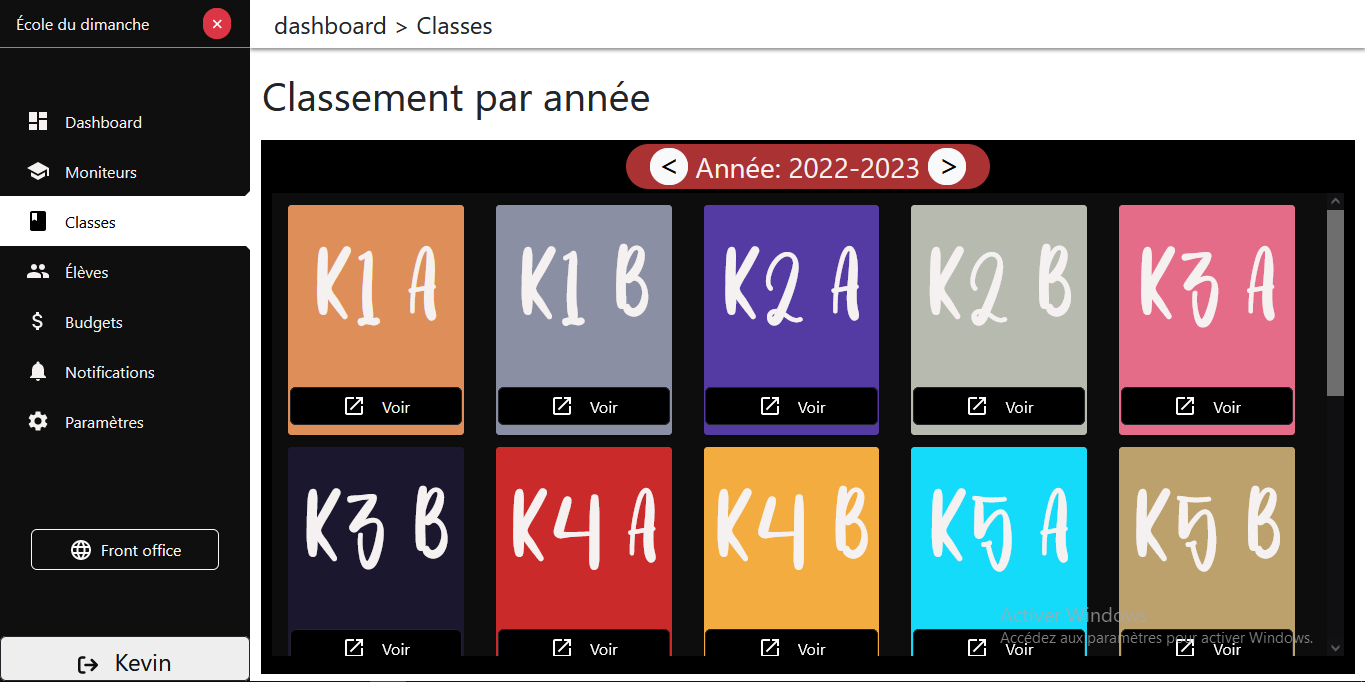 École du dimanche
dashboard > Classes
Classement par année
Dashboard
Moniteurs
Classes
Élèves
Budgets
Notifications
Paramètres
Front office
Kevin
< Année: 2022-2023 >
K1 A K1 B K2 A K2 B K3 A
Voir Voir Voir Voir Voir
K3 B K4 A K4 B K5 A K5 B
Voir Voir Voir Voir Voir
Activer Windows
Accédez aux paramètres pour activer Windows.